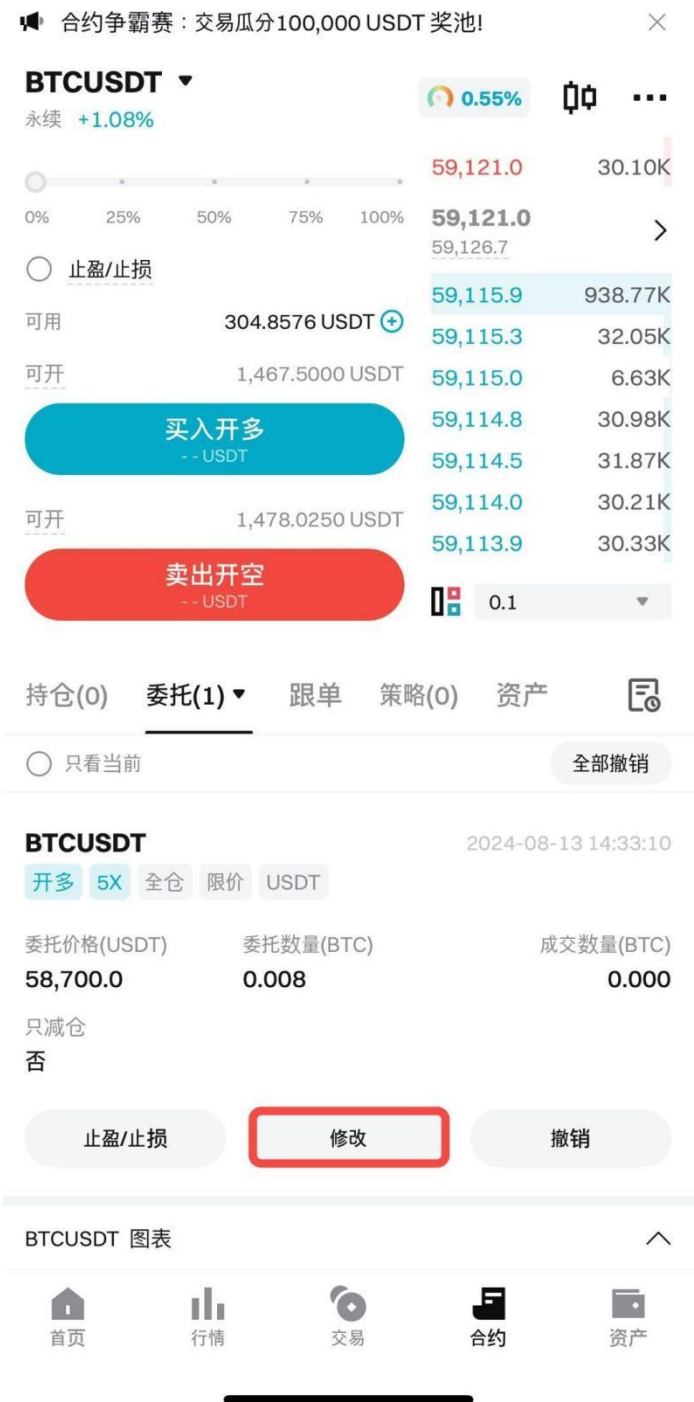 合约争霸赛：交易瓜分100,000 USDT 奖池!
BTCUSDT
永续 +1.08%
0.55%
0% 25% 50% 75% 100%
止盈/止损
可用 304.8576 USDT
可开 1,467.5000 USDT
买入开多
- - USDT
可开 1,478.0250 USDT
卖出开空
- - USDT
59,121.0 30.10K
59,121.0
59,126.7
59,115.9 938.77K
59,115.3 32.05K
59,115.0 6.63K
59,114.8 30.98K
59,114.5 31.87K
59,114.0 30.21K
59,113.9 30.33K
0.1
持仓(0) 委托(1) 跟单 策略(0) 资产
只看当前 全部撤销
BTCUSDT 2024-08-13 14:33:10
开多 5X 全仓 限价 USDT
委托价格(USDT) 委托数量(BTC) 成交数量(BTC)
58,700.0 0.008 0.000
只减仓
否
止盈/止损 修改 撤销
BTCUSDT 图表
首页 行情 交易 合约 资产